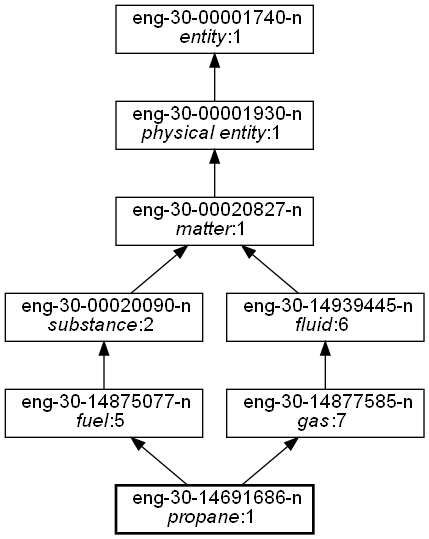 eng-30-00001740-n
entity:1
eng-30-00001930-n
physical entity:1
eng-30-00020827-n
matter:1
eng-30-00020090-n
substance:2
eng-30-14939445-n
fluid:6
eng-30-14875077-n
fuel:5
eng-30-14877585-n
gas:7
eng-30-14691686-n
propane:1